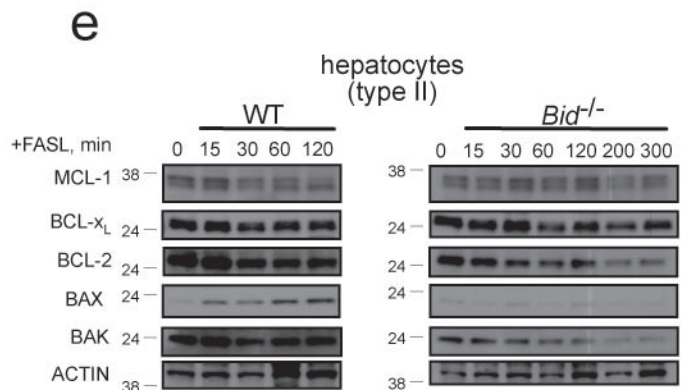 e
hepatocytes
(type II)
WT Bid-/-
+FASL, min 0 15 30 60 120 0 15 30 60 120 200 300
MCL-1 38 38
BCL-xL 24 24
BCL-2 24 24
BAX 24 24
BAK 24 24
ACTIN 38 38